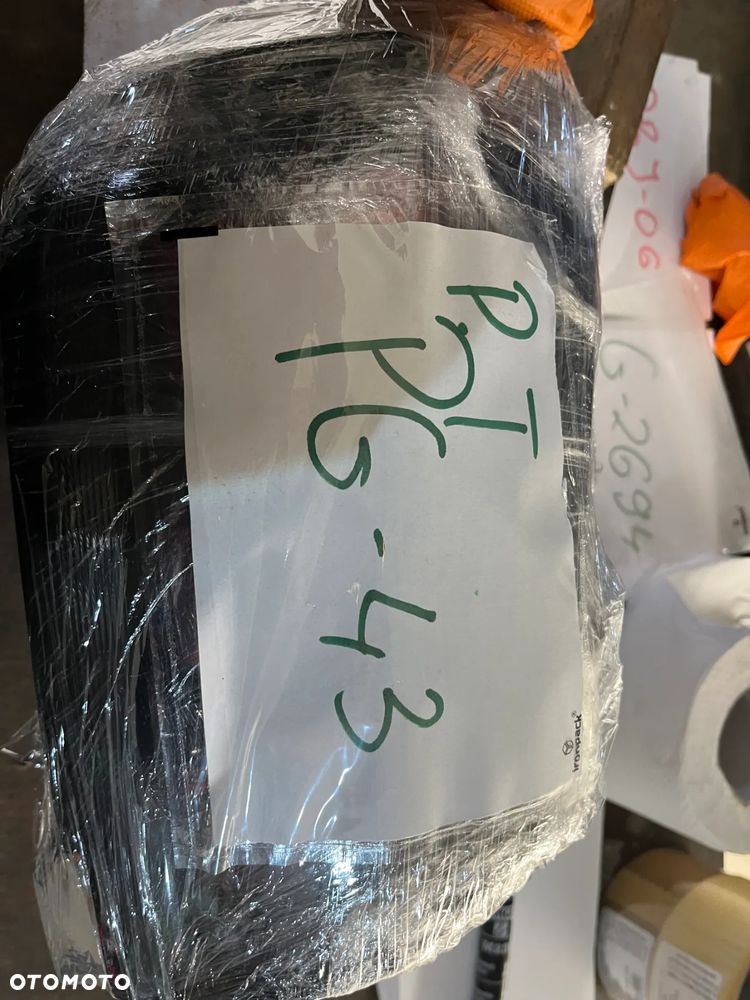 PT
PG-43
ironpack
G-2694
OTOMOTO